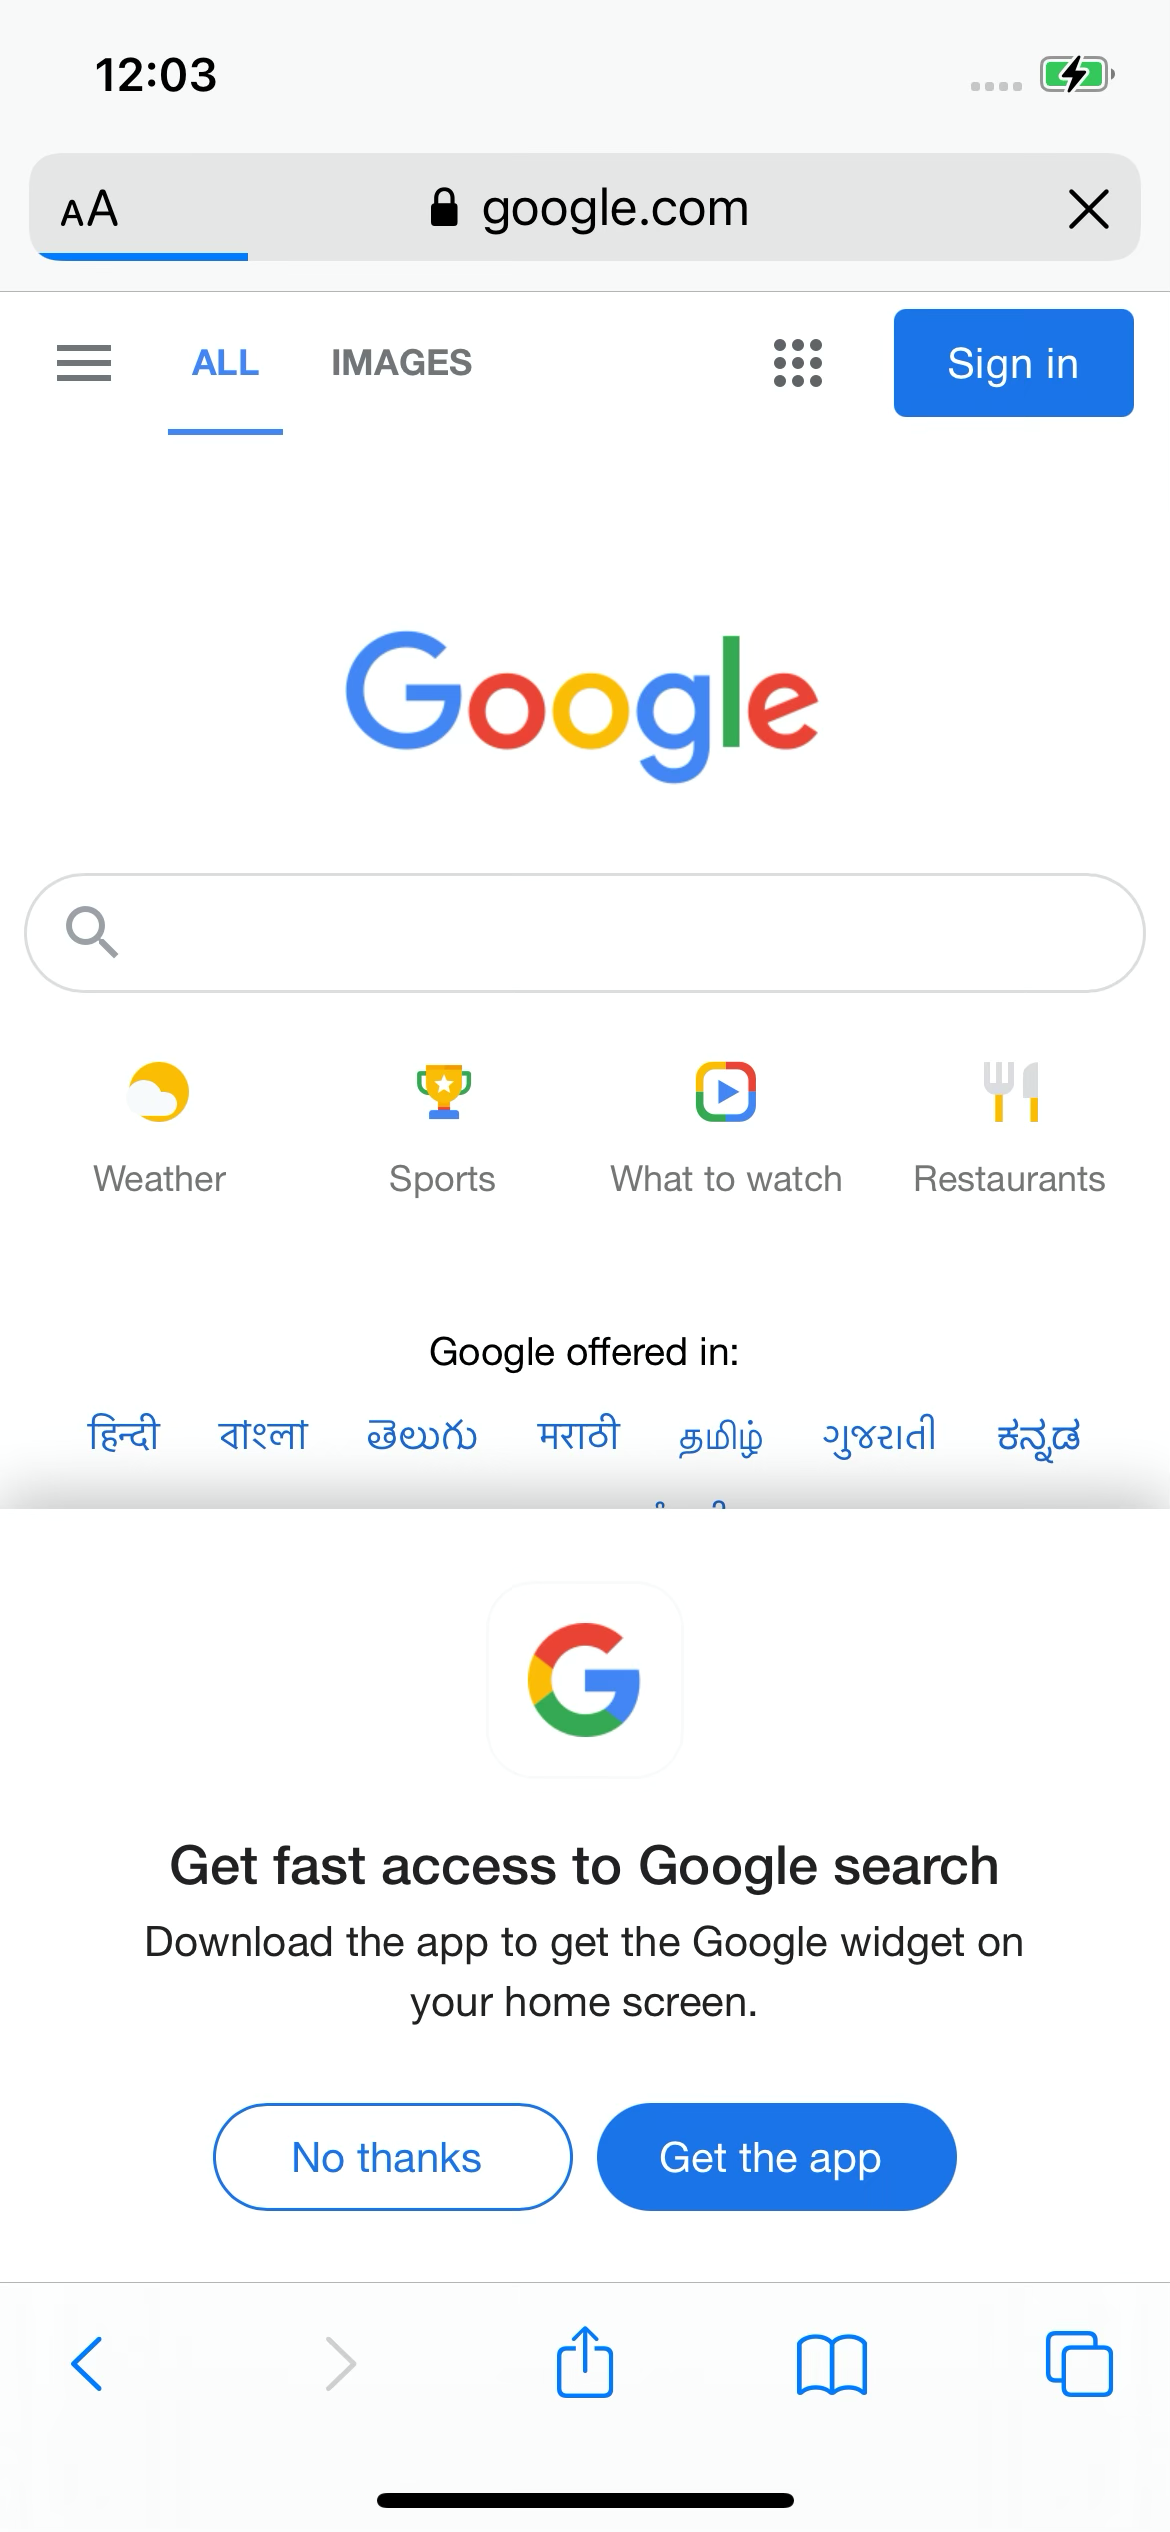 12:03
AA google.com
ALL IMAGES Sign in
Google
Weather Sports What to watch Restaurants
Google offered in:
हिन्दी বাংলা తెలుగు मराठी தமிழ் ગુજરાતી ಕನ್ನಡ
G
Get fast access to Google search
Download the app to get the Google widget on
your home screen.
No thanks Get the app